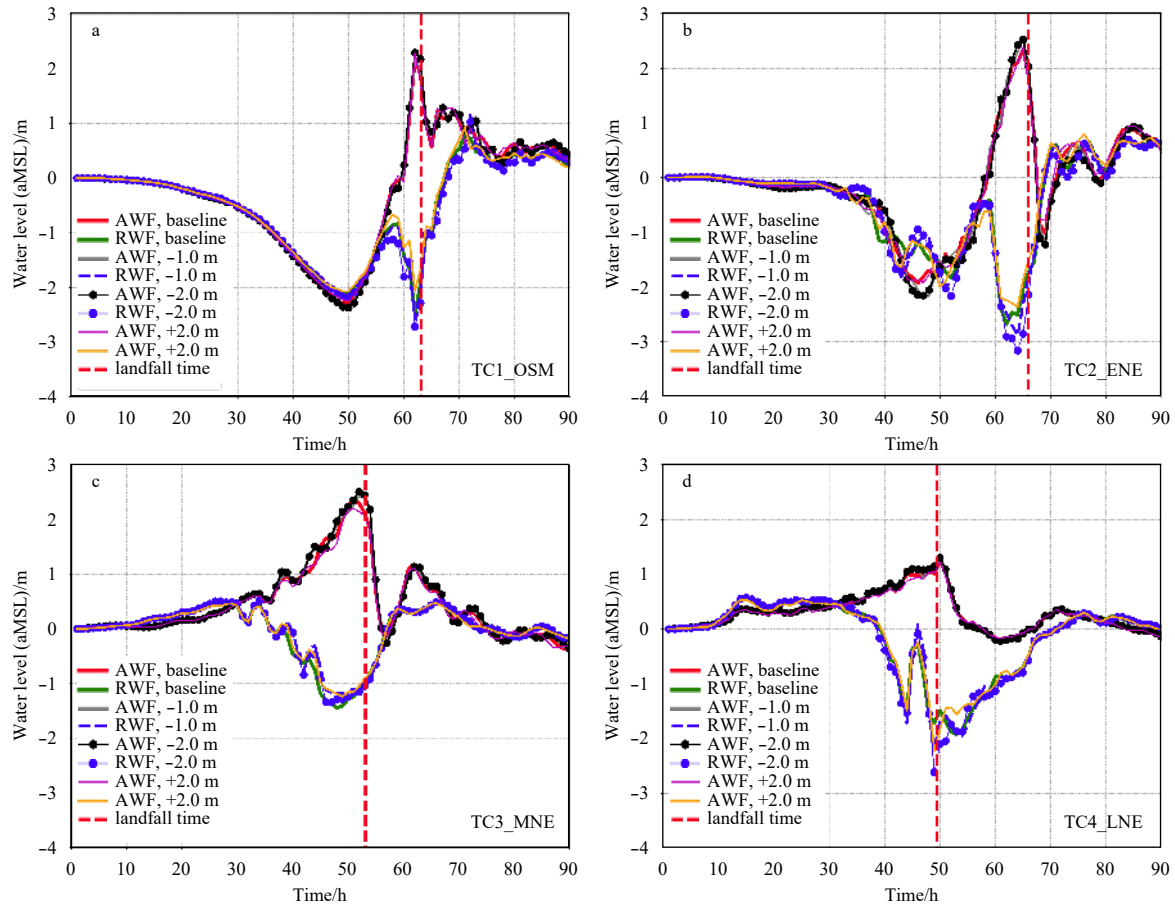 a
3
2
1
0
−1
−2
−3
−4
Water level (aMSL)/m
AWF, baseline
RWF, baseline
AWF, −1.0 m
RWF, −1.0 m
AWF, −2.0 m
RWF, −2.0 m
AWF, +2.0 m
AWF, +2.0 m
landfall time
TC1_OSM
0 10 20 30 40 50 60 70 80 90
Time/h
b
3
2
1
0
−1
−2
−3
−4
Water level (aMSL)/m
AWF, baseline
RWF, baseline
AWF, −1.0 m
RWF, −1.0 m
AWF, −2.0 m
RWF, −2.0 m
AWF, +2.0 m
AWF, +2.0 m
landfall time
TC2_ENE
0 10 20 30 40 50 60 70 80 90
Time/h
c
3
2
1
0
−1
−2
−3
−4
Water level (aMSL)/m
AWF, baseline
RWF, baseline
AWF, −1.0 m
RWF, −1.0 m
AWF, −2.0 m
RWF, −2.0 m
AWF, +2.0 m
AWF, +2.0 m
landfall time
TC3_MNE
0 10 20 30 40 50 60 70 80 90
Time/h
d
3
2
1
0
−1
−2
−3
−4
Water level (aMSL)/m
AWF, baseline
RWF, baseline
AWF, −1.0 m
RWF, −1.0 m
AWF, −2.0 m
RWF, −2.0 m
AWF, +2.0 m
AWF, +2.0 m
landfall time
TC4_LNE
0 10 20 30 40 50 60 70 80 90
Time/h